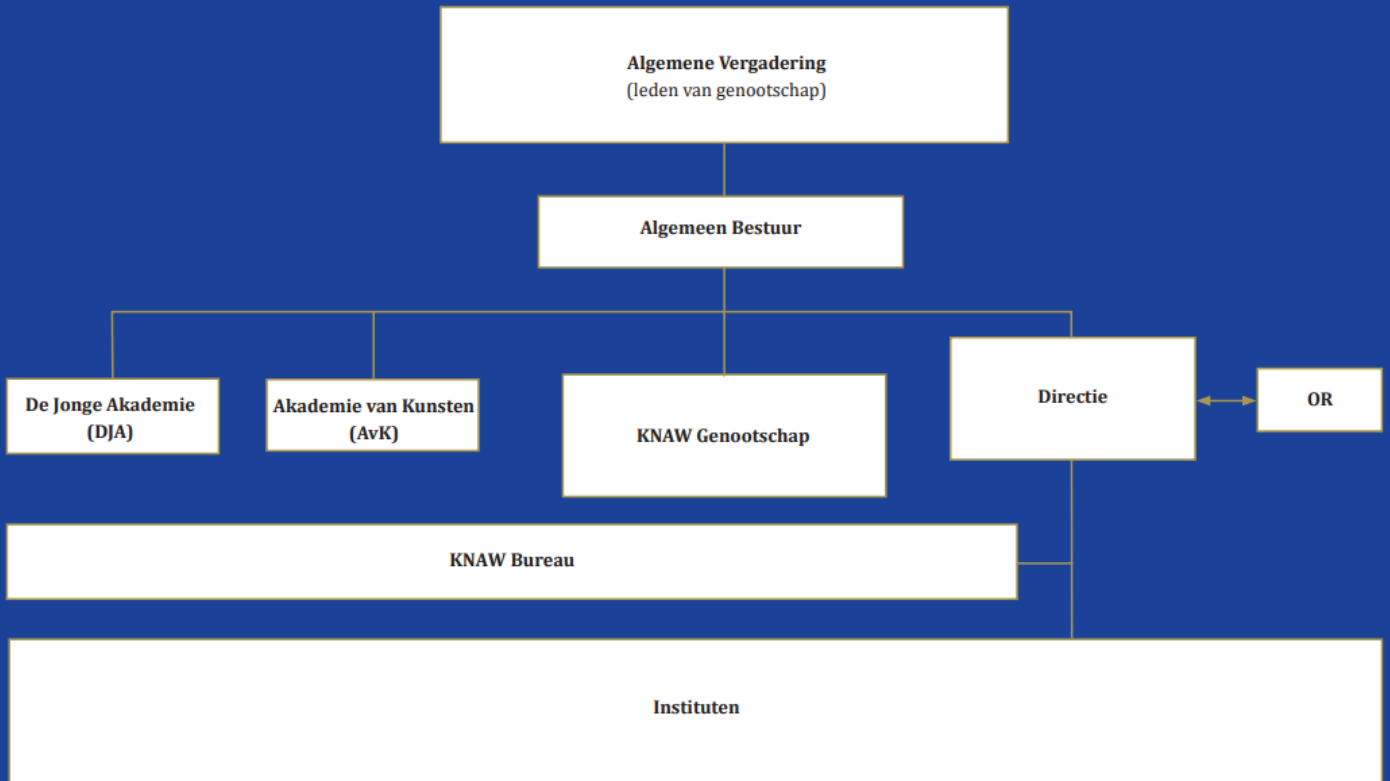 Algemene Vergadering
(leden van genootschap)
Algemeen Bestuur
De Jonge Akademie
(DJA)
Akademie van Kunsten
(AvK)
KNAW Genootschap
Directie
OR
KNAW Bureau
Instituten